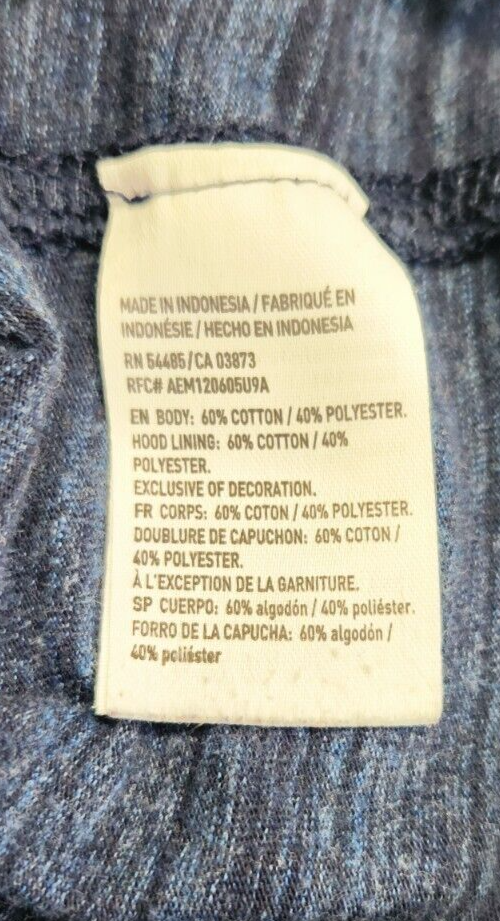 MADE IN INDONESIA / FABRIQUÉ EN
INDONÉSIE / HECHO EN INDONESIA
RN 54485/CA 03873
RFC# AEM120605U9A
EN BODY: 60% COTTON / 40% POLYESTER.
HOOD LINING: 60% COTTON / 40%
POLYESTER.
EXCLUSIVE OF DECORATION.
FR CORPS: 60% COTON / 40% POLYESTER.
DOUBLURE DE CAPUCHON: 60% COTON /
40% POLYESTER.
À L'EXCEPTION DE LA GARNITURE.
SP CUERPO: 60% algodón / 40% poliéster.
FORRO DE LA CAPUCHA: 60% algodón /
40% poliéster